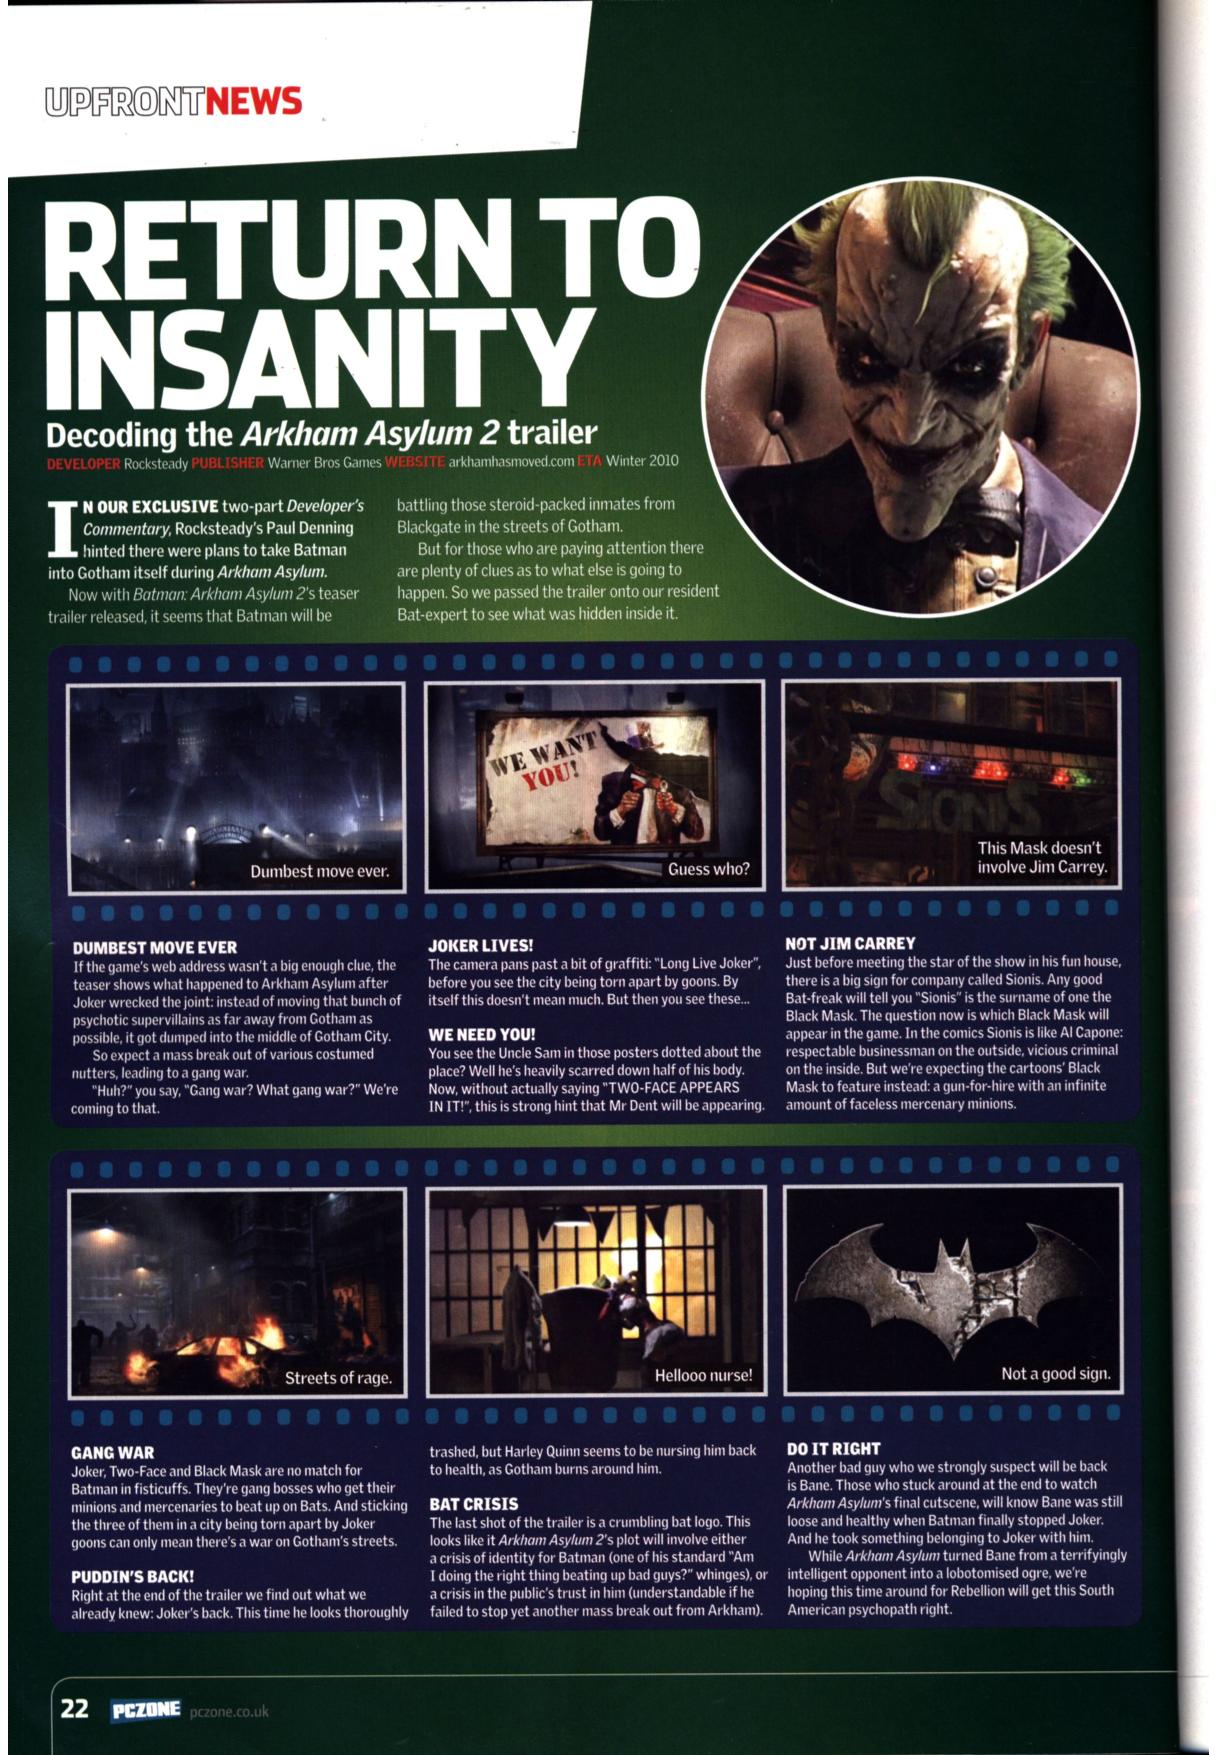 UPFRONTNEWS
RETURN TO
INSANITY
Decoding the Arkham Asylum 2 trailer
DEVELOPER Rocksteady PUBLISHER Warner Bros Games WEBSITE arkhamhasmoved.com ETA Winter 2010
IN OUR EXCLUSIVE two-part Developer's
Commentary, Rocksteady's Paul Denning
hinted there were plans to take Batman
into Gotham itself during Arkham Asylum.
Now with Batman: Arkham Asylum 2's teaser
trailer released, it seems that Batman will be
battling those steroid-packed inmates from
Blackgate in the streets of Gotham.
But for those who are paying attention there
are plenty of clues as to what else is going to
happen. So we passed the trailer onto our resident
Bat-expert to see what was hidden inside it.
Dumbest move ever.
WE WANT
YOU!
Guess who?
SIONIS
This Mask doesn't
involve Jim Carrey.
DUMBEST MOVE EVER
If the game's web address wasn't a big enough clue, the
teaser shows what happened to Arkham Asylum after
Joker wrecked the joint: instead of moving that bunch of
psychotic supervillains as far away from Gotham as
possible, it got dumped into the middle of Gotham City.
So expect a mass break out of various costumed
nutters, leading to a gang war.
"Huh?" you say, "Gang war? What gang war?" We're
coming to that.
JOKER LIVES!
The camera pans past a bit of graffiti: "Long Live Joker",
before you see the city being torn apart by goons. By
itself this doesn't mean much. But then you see these...
WE NEED YOU!
You see the Uncle Sam in those posters dotted about the
place? Well he's heavily scarred down half of his body.
Now, without actually saying "TWO-FACE APPEARS
IN IT!", this is strong hint that Mr Dent will be appearing.
NOT JIM CARREY
Just before meeting the star of the show in his fun house,
there is a big sign for company called Sionis. Any good
Bat-freak will tell you "Sionis" is the surname of one the
Black Mask. The question now is which Black Mask will
appear in the game. In the comics Sionis is like Al Capone:
respectable businessman on the outside, vicious criminal
on the inside. But we're expecting the cartoons' Black
Mask to feature instead: a gun-for-hire with an infinite
amount of faceless mercenary minions.
Streets of rage.
Hellooo nurse!
Not a good sign.
GANG WAR
Joker, Two-Face and Black Mask are no match for
Batman in fisticuffs. They're gang bosses who get their
minions and mercenaries to beat up on Bats. And sticking
the three of them in a city being torn apart by Joker
goons can only mean there's a war on Gotham's streets.
PUDDIN'S BACK!
Right at the end of the trailer we find out what we
already knew: Joker's back. This time he looks thoroughly
trashed, but Harley Quinn seems to be nursing him back
to health, as Gotham burns around him.
BAT CRISIS
The last shot of the trailer is a crumbling bat logo. This
looks like it Arkham Asylum 2's plot will involve either
a crisis of identity for Batman (one of his standard "Am
I doing the right thing beating up bad guys?" whinges), or
a crisis in the public's trust in him (understandable if he
failed to stop yet another mass break out from Arkham).
DO IT RIGHT
Another bad guy who we strongly suspect will be back
is Bane. Those who stuck around at the end to watch
Arkham Asylum's final cutscene, will know Bane was still
loose and healthy when Batman finally stopped Joker.
And he took something belonging to Joker with him.
While Arkham Asylum turned Bane from a terrifyingly
intelligent opponent into a lobotomised ogre, we're
hoping this time around for Rebellion will get this South
American psychopath right.
22 PCZONE pczone.co.uk